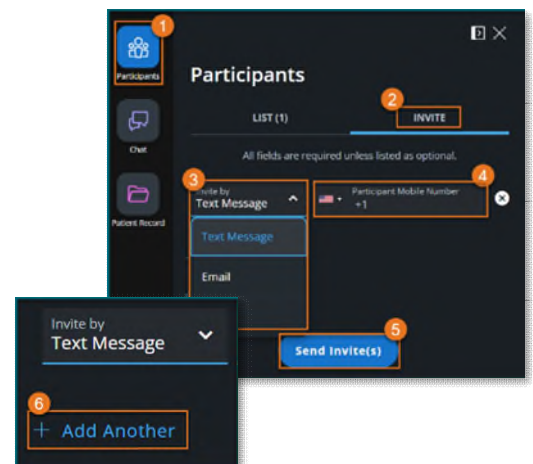 1
Participants
Participants
2
LIST (1)
INVITE
Chat
All fields are required unless listed as optional.
3
4
Invite by
Text Message
Participant Mobile Number
+1
Patient Record
Text Message
Email
5
Send Invite(s)
Invite by
Text Message
6
+ Add Another